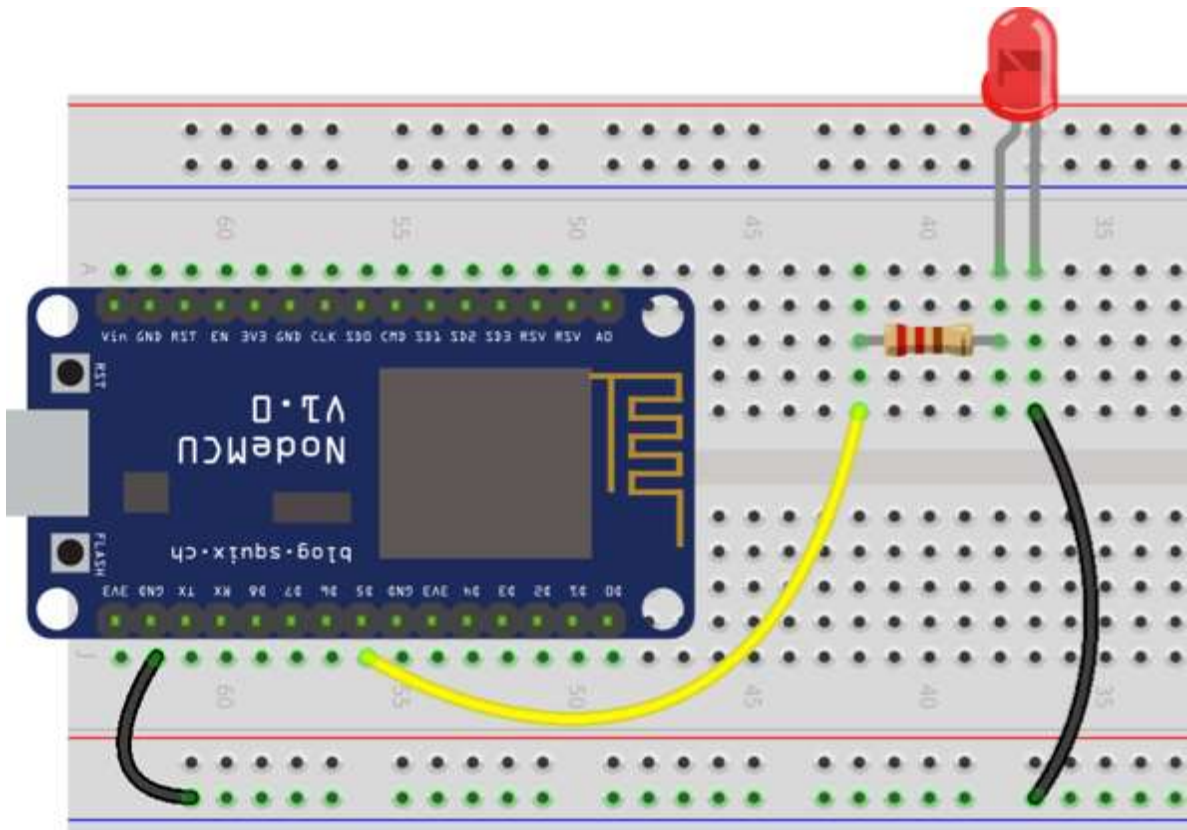 60 55 50 45 40 35
A
Vin GND RST EN 3V3 GND CLK SD0 CMD SD1 SD2 SD3 RSV RSV A0
RST
NodeMCU
V1.0
blog.squix.ch
FLASH
3V3 GND TX RX D8 D7 D6 D5 GND 3V3 D4 D3 D2 D1 D0
J
60 55 50 45 40 35